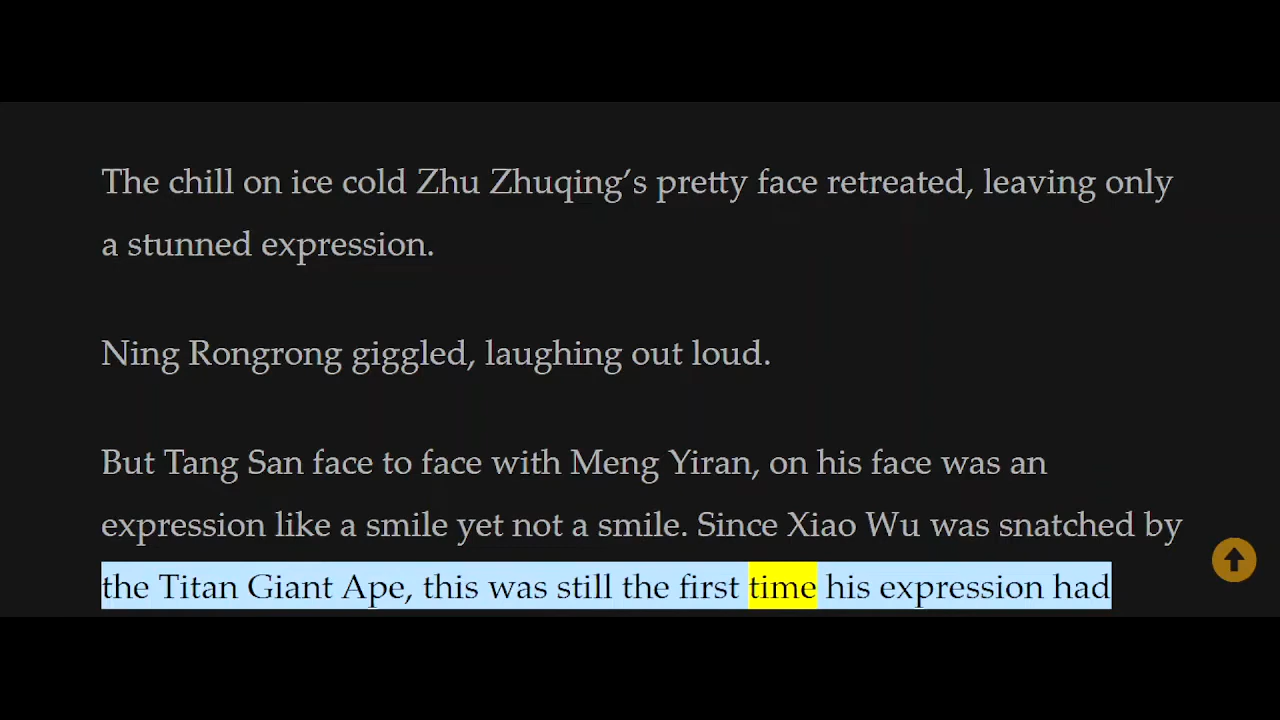 The chill on ice cold Zhu Zhuqing’s pretty face retreated, leaving only
a stunned expression.
Ning Rongrong giggled, laughing out loud.
But Tang San face to face with Meng Yiran, on his face was an
expression like a smile yet not a smile. Since Xiao Wu was snatched by
the Titan Giant Ape, this was still the first time his expression had